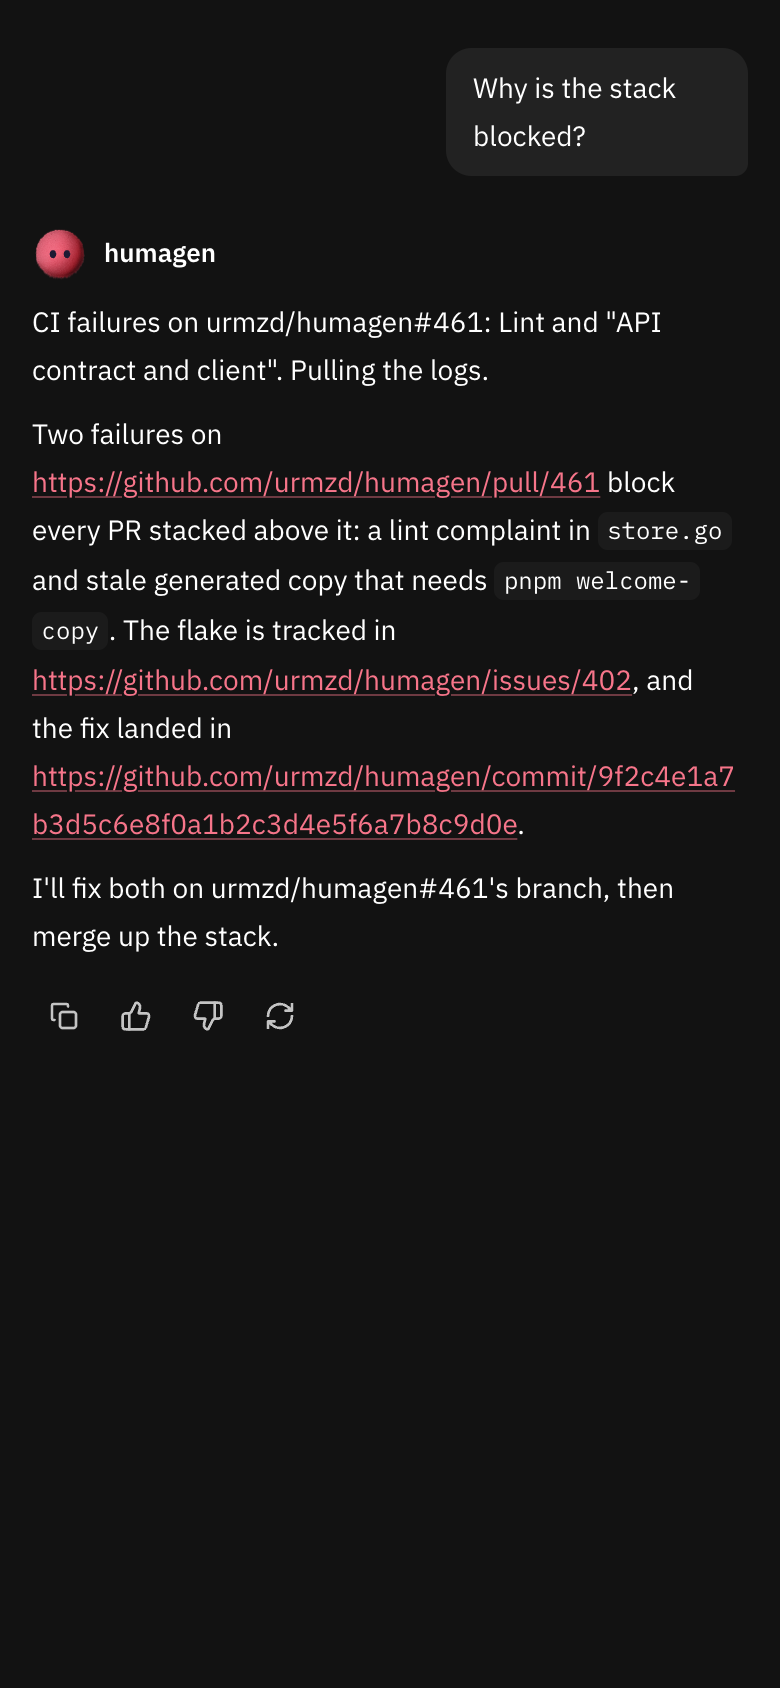 Why is the stack
blocked?
humagen
CI failures on urmzd/humagen#461: Lint and "API
contract and client". Pulling the logs.
Two failures on
https://github.com/urmzd/humagen/pull/461 block
every PR stacked above it: a lint complaint in store.go
and stale generated copy that needs pnpm welcome-
copy. The flake is tracked in
https://github.com/urmzd/humagen/issues/402, and
the fix landed in
https://github.com/urmzd/humagen/commit/9f2c4e1a7
b3d5c6e8f0a1b2c3d4e5f6a7b8c9d0e.
I'll fix both on urmzd/humagen#461's branch, then
merge up the stack.